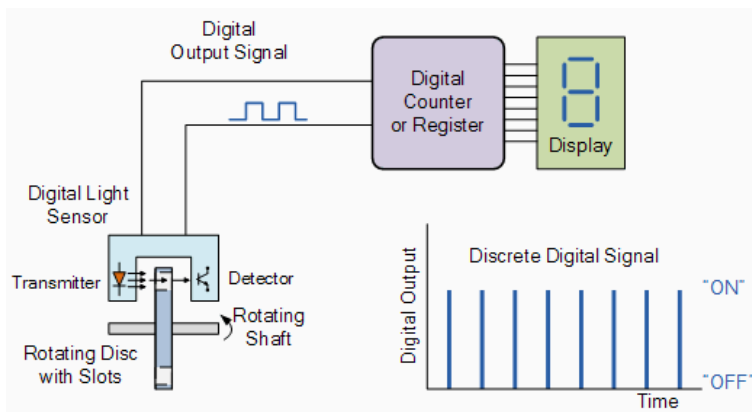 Digital
Output Signal
Digital
Counter
or Register
Display
Digital Light
Sensor
Transmitter
Detector
Rotating
Shaft
Rotating Disc
with Slots
Discrete Digital Signal
Digital Output
"ON"
"OFF"
Time